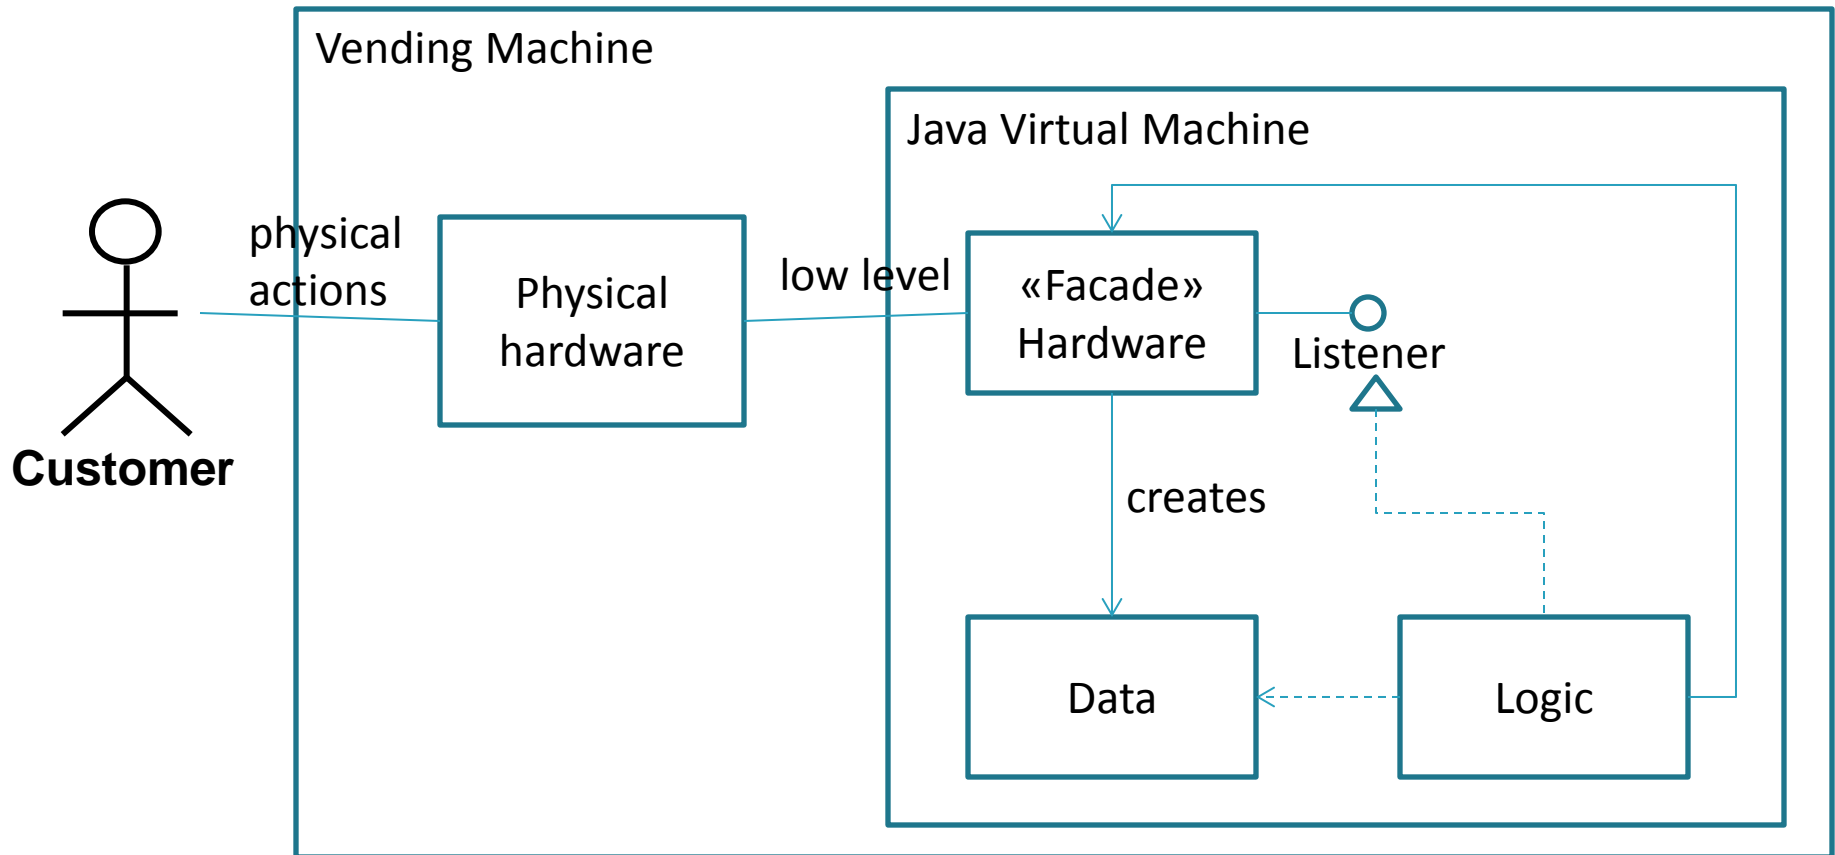 Vending Machine
Java Virtual Machine
physical
actions
Physical
hardware
low level
«Facade»
Hardware
Listener
Customer
creates
Data
Logic